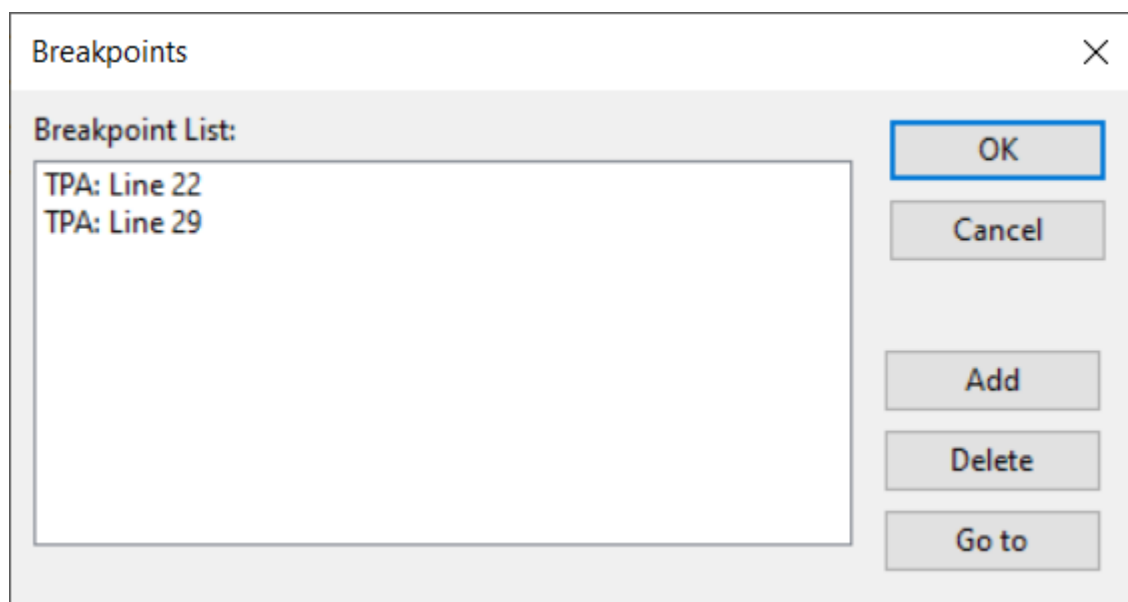 Breakpoints
Breakpoint List:
TPA: Line 22
TPA: Line 29
OK
Cancel
Add
Delete
Go to